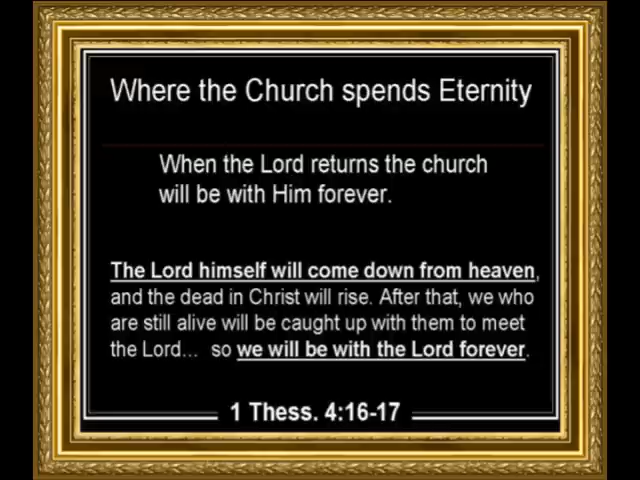 Where the Church spends Eternity
When the Lord returns the church
will be with Him forever.
The Lord himself will come down from heaven,
and the dead in Christ will rise. After that, we who
are still alive will be caught up with them to meet
the Lord... so we will be with the Lord forever.
1 Thess. 4:16-17